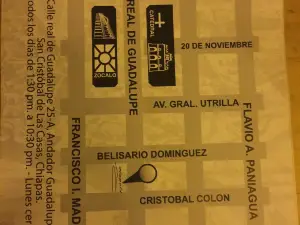 Calle real de Guadalupe 25-A, Andador Guadalup
San Cristóbal de Las Casas, Chiapas.
odos los días de 1:30 pm. a 10:30 pm. - Lunes cer
REAL DE GUADALUPE
CATEDRAL
ZOCALO
20 DE NOVIEMBRE
AV. GRAL. UTRILLA
FLAVIO A. PANIAGUA
BELISARIO DOMINGUEZ
FRANCISCO I. MAD
CRISTOBAL COLON